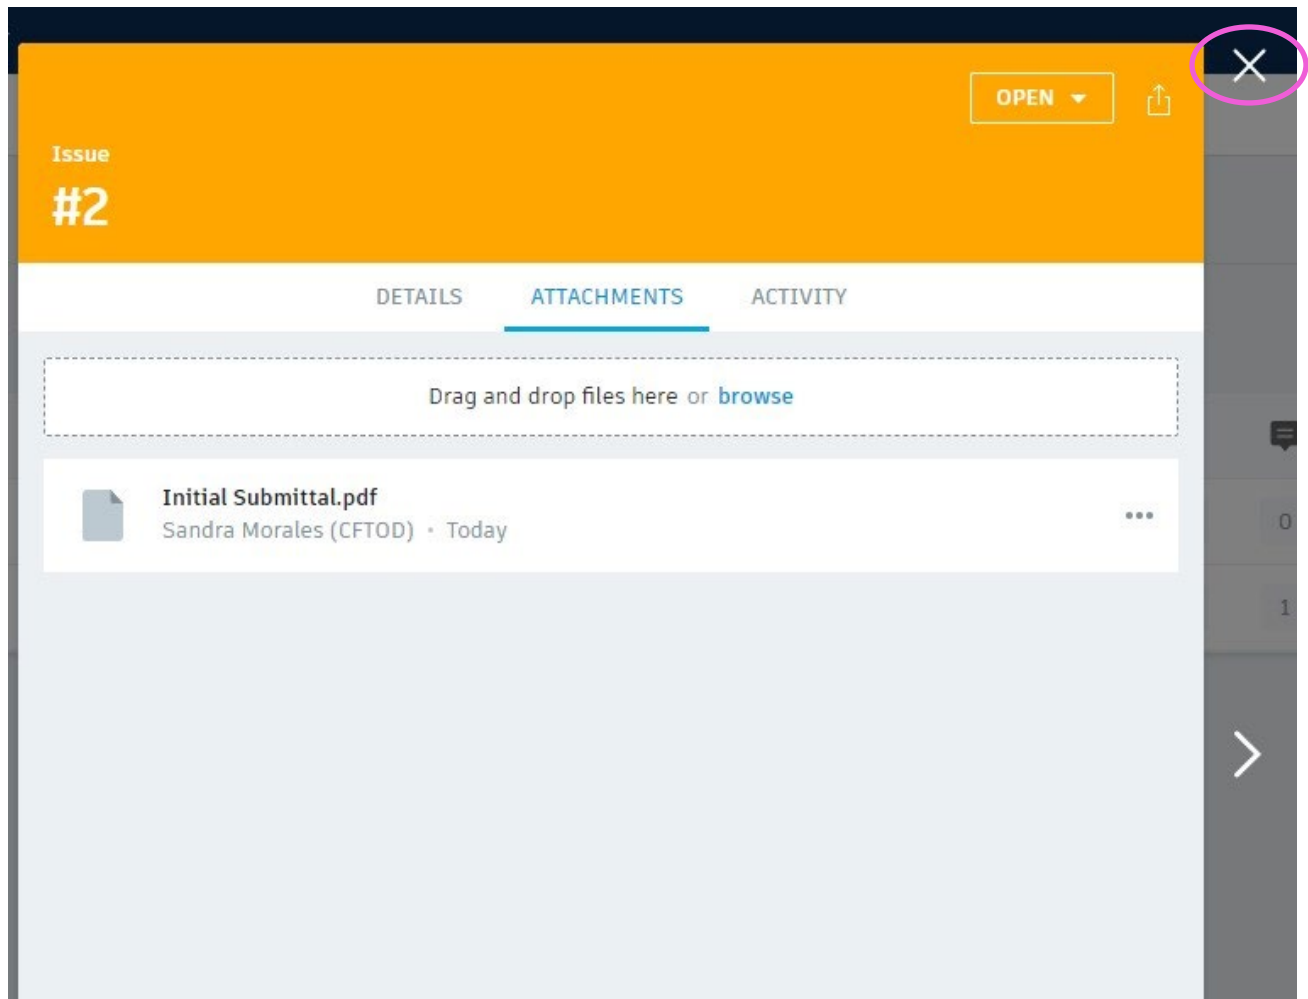 OPEN
Issue
#2
DETAILS ATTACHMENTS ACTIVITY
Drag and drop files here or browse
Initial Submittal.pdf
Sandra Morales (CFTOD) • Today
0
1